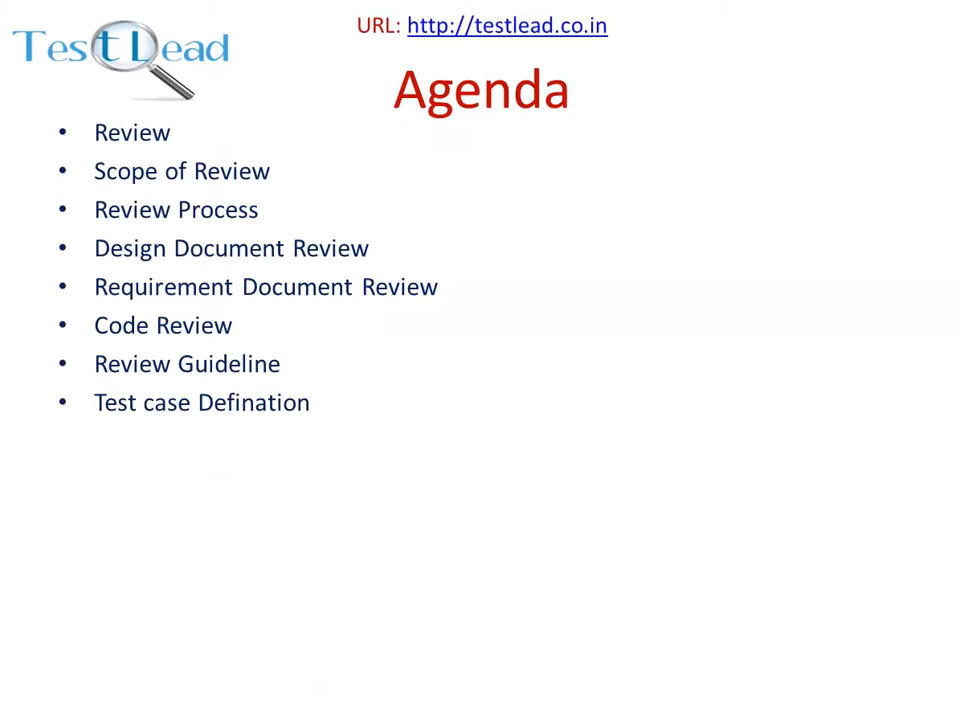 TestLead
URL: http://testlead.co.in
Agenda
• Review
• Scope of Review
• Review Process
• Design Document Review
• Requirement Document Review
• Code Review
• Review Guideline
• Test case Defination